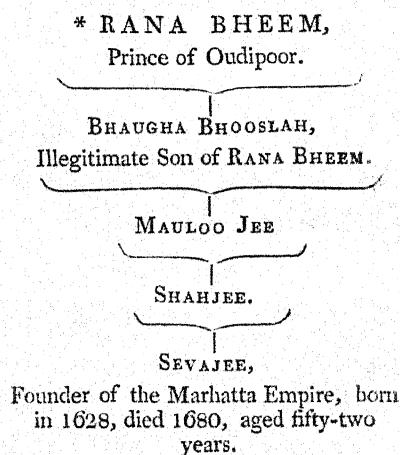 * RANA BHEEM,
Prince of Oudipoor.
BHAUGHA BHOOSLAH,
Illegitimate Son of RANA BHEEM.
MAULOO JEE
SHAHJEE.
SEVAJEE,
Founder of the Marhatta Empire, born
in 1628, died 1680, aged fifty-two
years.